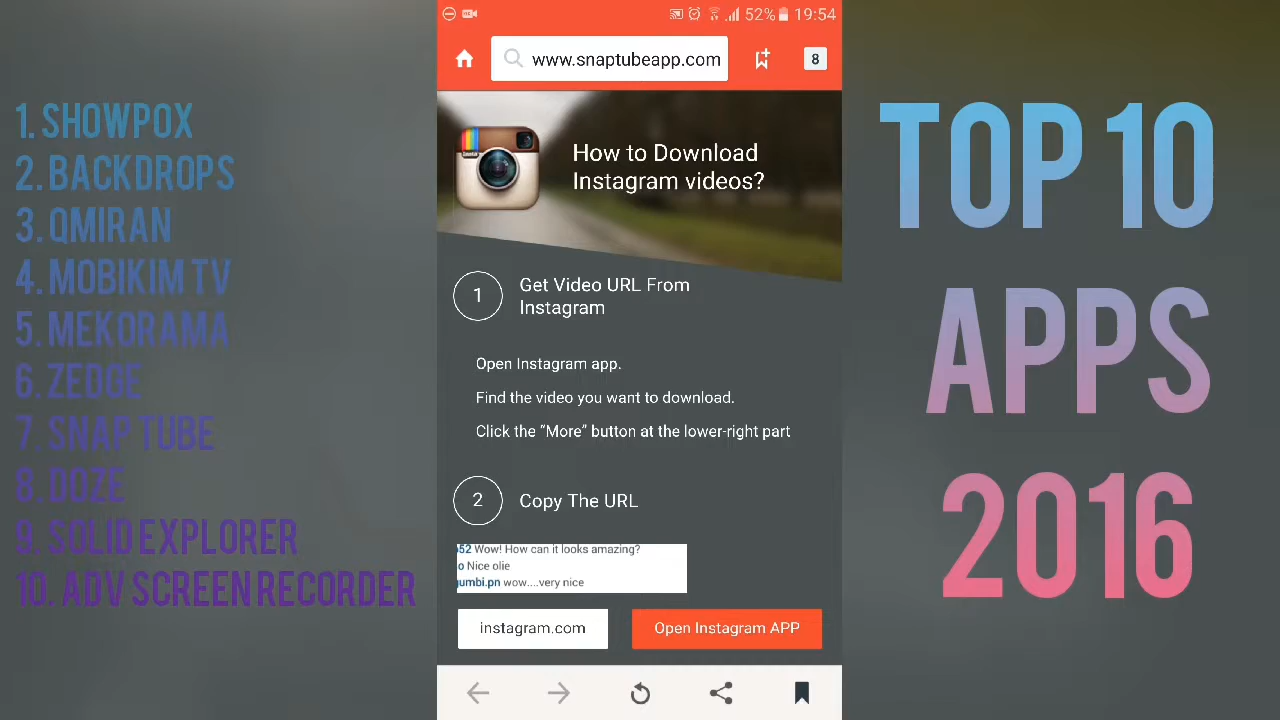 1. SHOWPOX
2. BACKDROPS
3. QMIRAN
4. MOBIKIM TV
5. MEKORAMA
6. ZEDGE
7. SNAP TUBE
8. DOZE
9. SOLID EXPLORER
10. ADV SCREEN RECORDER
52% 19:54
www.snaptubeapp.com
8
How to Download
Instagram videos?
1
Get Video URL From
Instagram
Open Instagram app.
Find the video you want to download.
Click the “More” button at the lower-right part
2
Copy The URL
52 Wow! How can it looks amazing?
o Nice olie
gumbi.pn wow....very nice
instagram.com
Open Instagram APP
TOP 10
APPS
2016